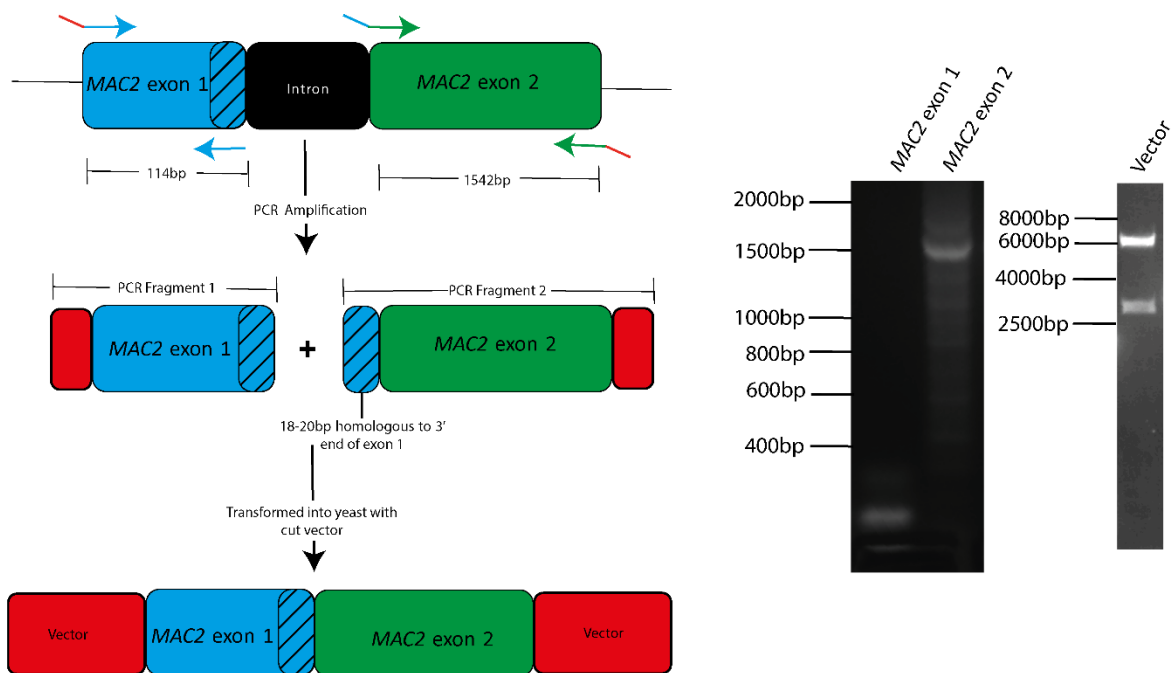 MAC2 exon 1
Intron
MAC2 exon 2
114bp
1542bp
PCR Amplification
PCR Fragment 1
PCR Fragment 2
MAC2 exon 1
+
MAC2 exon 2
18-20bp homologous to 3'
end of exon 1
Transformed into yeast with
cut vector
Vector
MAC2 exon 1
MAC2 exon 2
Vector
MAC2 exon 1
MAC2 exon 2
2000bp
1500bp
1000bp
800bp
600bp
400bp
Vector
8000bp
6000bp
4000bp
2500bp